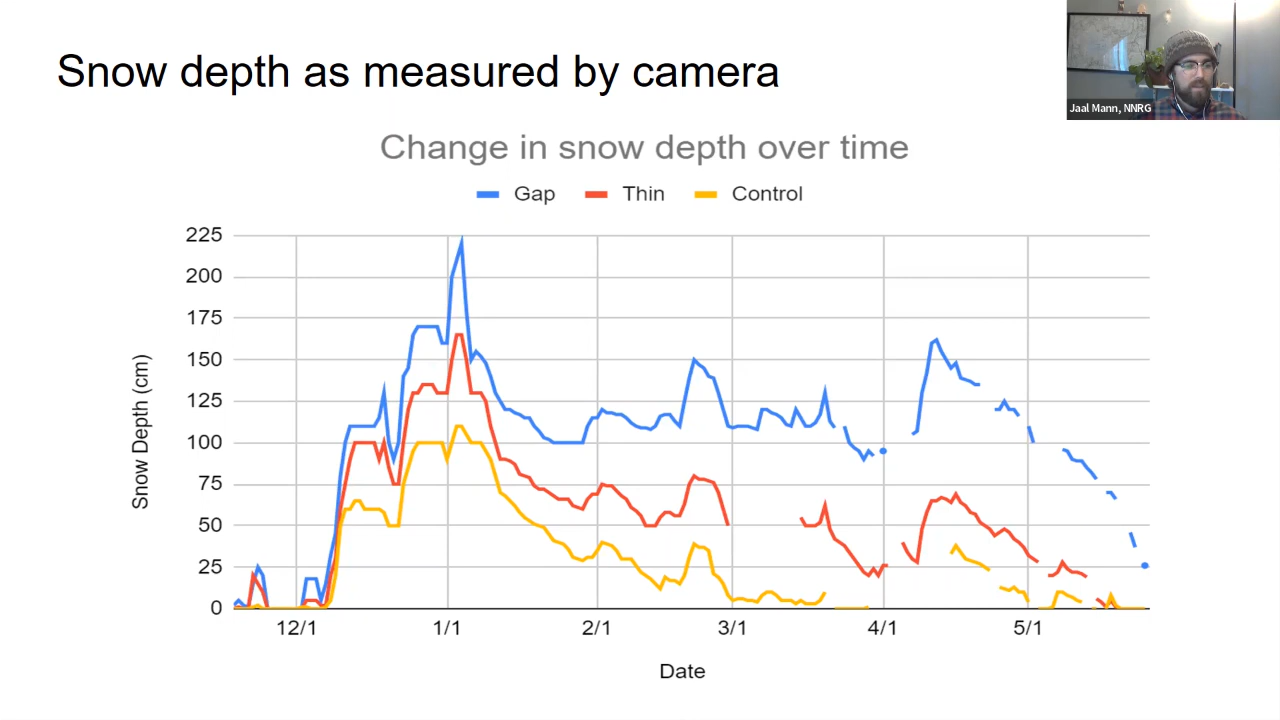 Snow depth as measured by camera
Jaal Mann, NNRG
Change in snow depth over time
Gap Thin Control
225
200
175
150
125
100
75
50
25
0
Snow Depth (cm)
12/1 1/1 2/1 3/1 4/1 5/1
Date